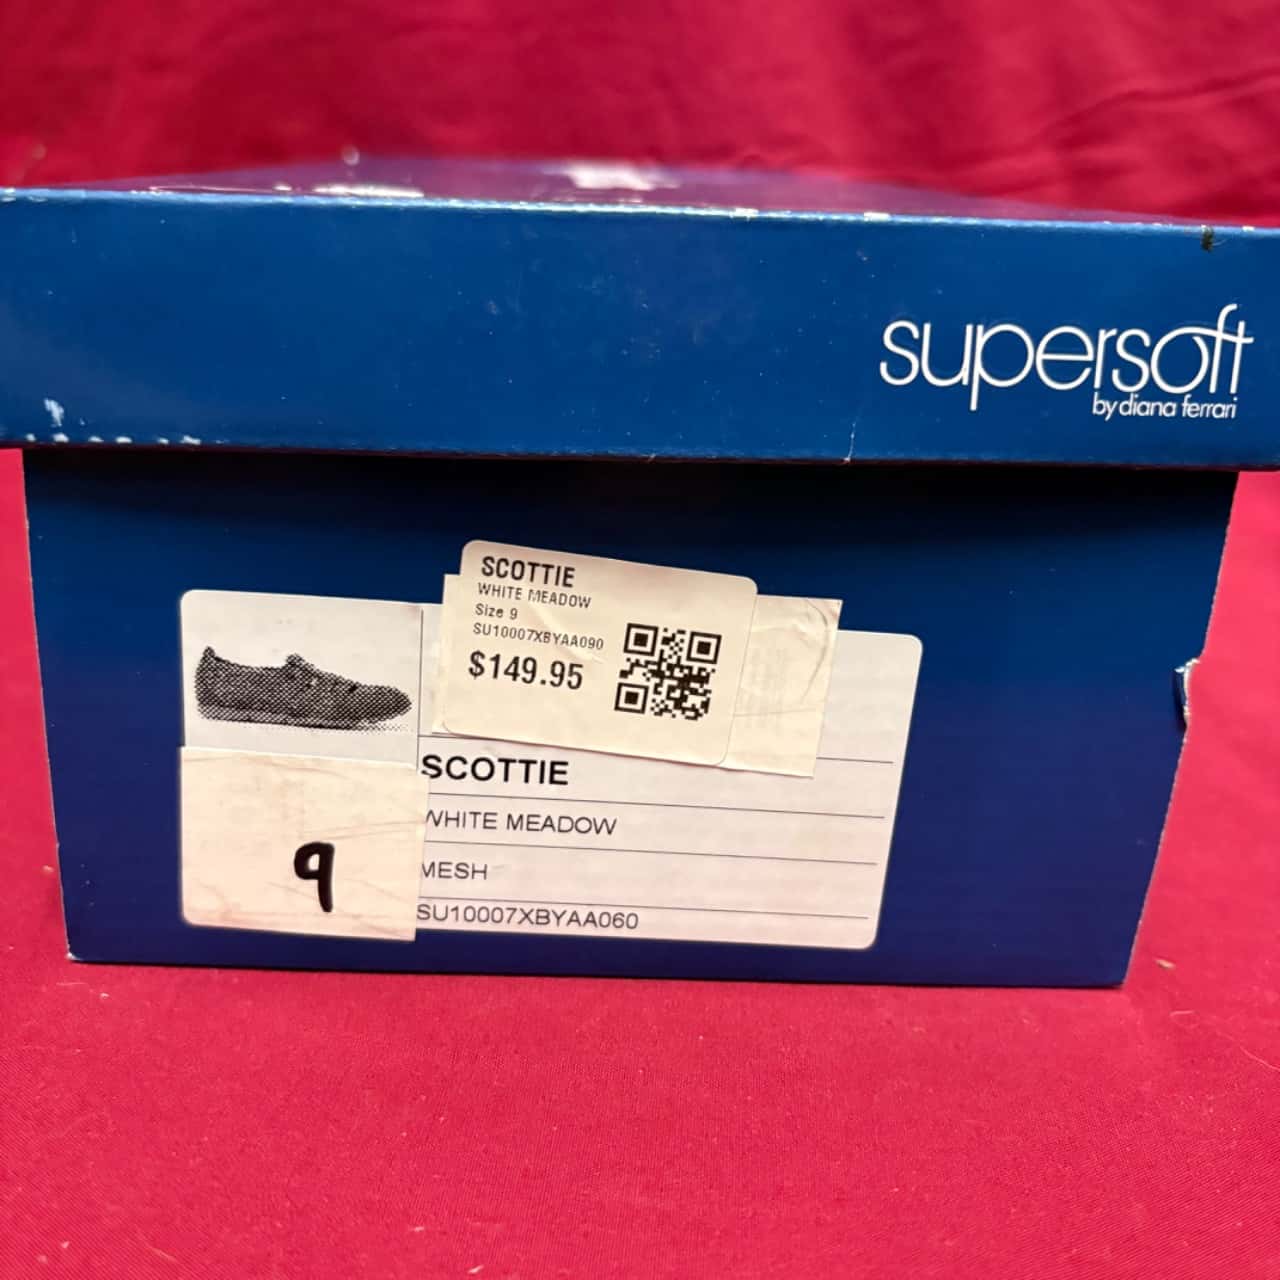 supersoft
by diana ferrari
SCOTTIE
WHITE MEADOW
Size 9
SU10007XBYAA090
$149.95
SCOTTIE
WHITE MEADOW
MESH
SU10007XBYAA060
9